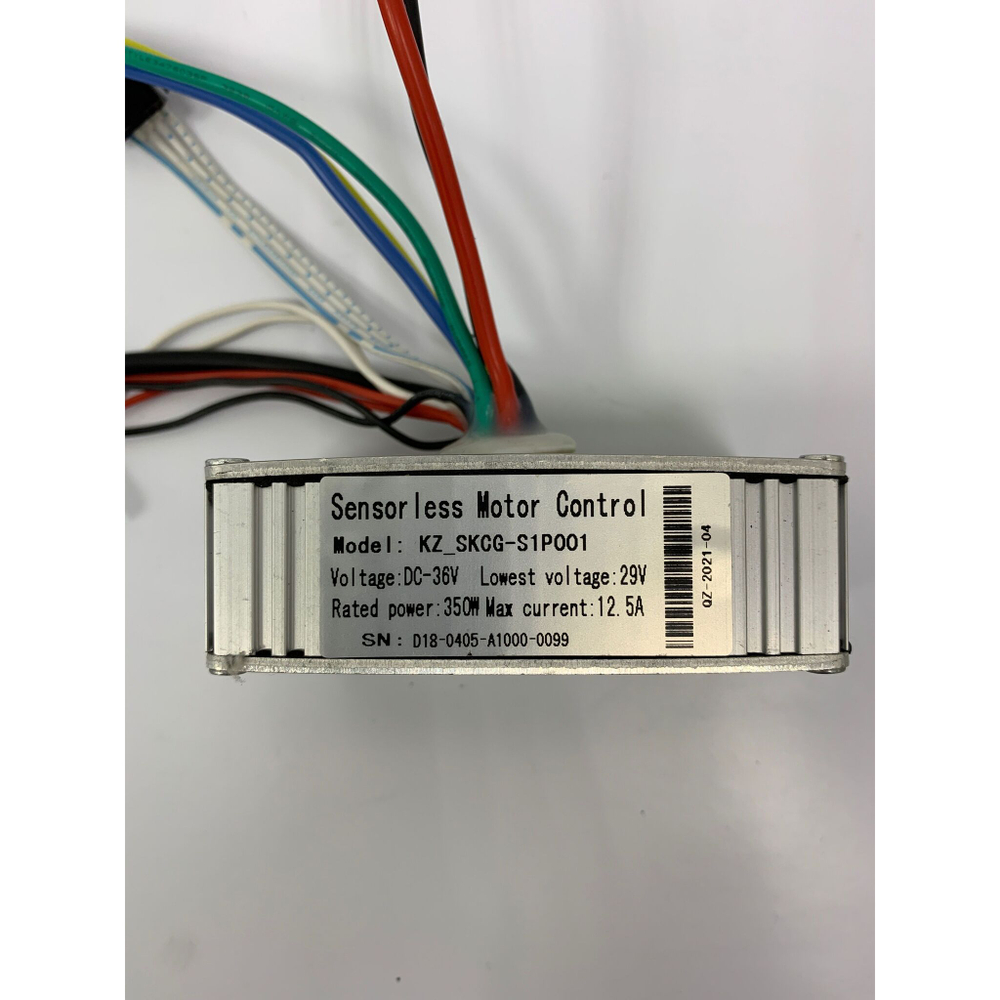 Sensorless Motor Control
Model: KZ_SKCG-S1P001
Voltage:DC-36V Lowest voltage:29V
Rated power:350W Max current:12.5A
SN: D18-0405-A1000-0099
QZ-2021-04